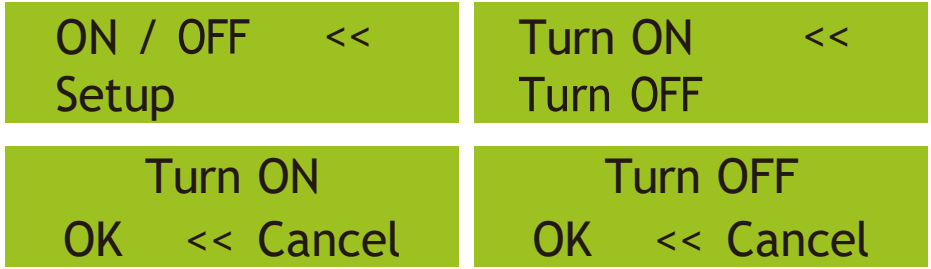 ON / OFF <<
Setup
Turn ON <<
Turn OFF
Turn ON
OK << Cancel
Turn OFF
OK << Cancel